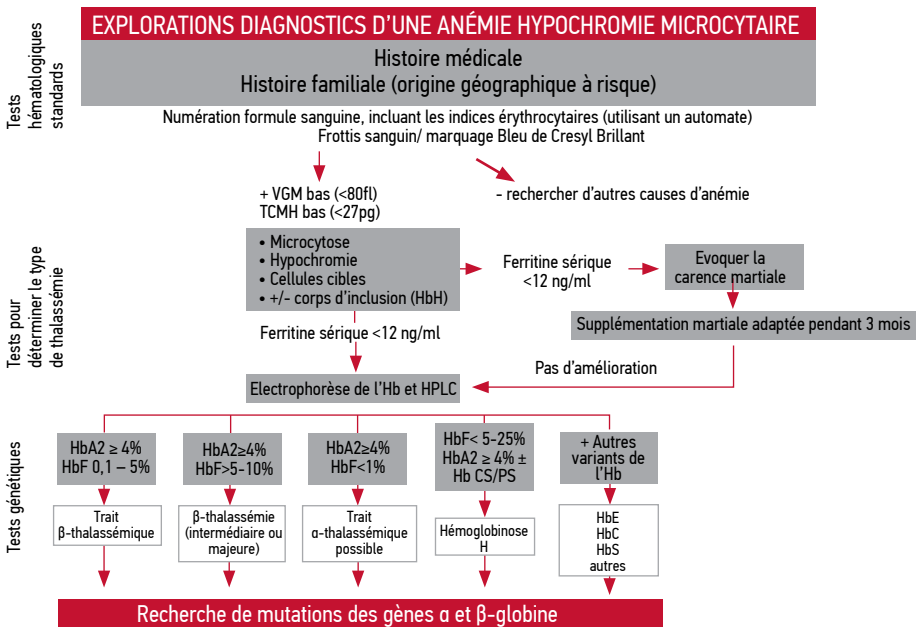 EXPLORATIONS DIAGNOSTICS D'UNE ANÉMIE HYPOCHROMIE MICROCYTAIRE
Tests
hématologiques
standards
Histoire médicale
Histoire familiale (origine géographique à risque)
Numération formule sanguine, incluant les indices érythrocytaires (utilisant un automate)
Frottis sanguin/ marquage Bleu de Cresyl Brillant
+ VGM bas (<80fl)
TCMH bas (<27pg)
- rechercher d'autres causes d'anémie
Tests pour
déterminer le type
de thalassémie
• Microcytose
• Hypochromie
• Cellules cibles
• +/- corps d'inclusion (HbH)
Ferritine sérique
<12 ng/ml
Evoquer la
carence martiale
Supplémentation martiale adaptée pendant 3 mois
Ferritine sérique <12 ng/ml
Pas d'amélioration
Electrophorèse de l'Hb et HPLC
Tests génétiques
HbA2 ≥ 4%
HbF 0,1 – 5%
HbA2≥4%
HbF>5-10%
HbA2≥4%
HbF<1%
HbF< 5-25%
HbA2 ≥ 4% ±
Hb CS/PS
+ Autres
variants de
l'Hb
Trait
β-thalassémique
β-thalassémie
(intermédiaire ou
majeure)
Trait
α-thalassémique
possible
Hémoglobinose
H
HbE
HbC
HbS
autres
Recherche de mutations des gènes α et β-globine